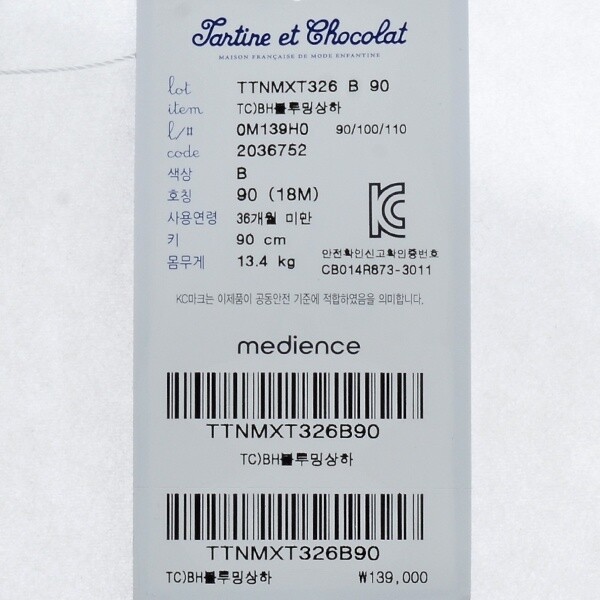 Tartine et Chocolat
MAISON FRANÇAISE DE MODE ENFANTINE
lot TTNMXT326 B 90
item TC)BH블루밍상하
l/# 0M139H0 90/100/110
code 2036752
색상 B
호칭 90 (18M)
사용연령 36개월 미만
키 90 cm
몸무게 13.4 kg
안전확인신고확인증번호
CB014R873-3011
KC마크는 이제품이 공통안전 기준에 적합하였음을 의미합니다.
medience
TTNMXT326B90
TC)BH블루밍상하
TTNMXT326B90
TC)BH블루밍상하 ₩139,000